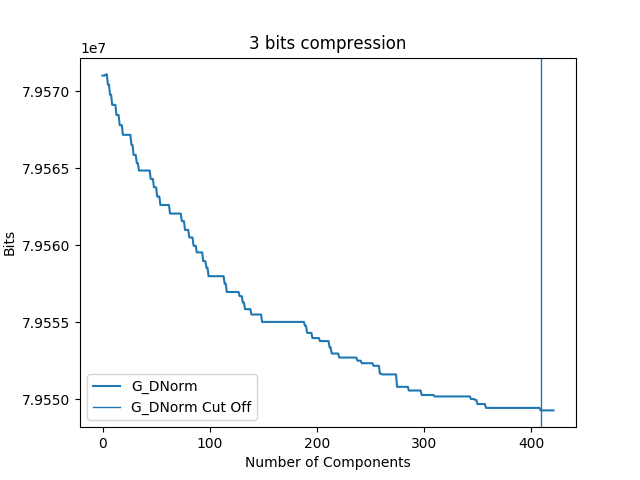 3 bits compression
1e7
7.9570
7.9565
7.9560
7.9555
7.9550
Bits
G_DNorm
G_DNorm Cut Off
0 100 200 300 400
Number of Components